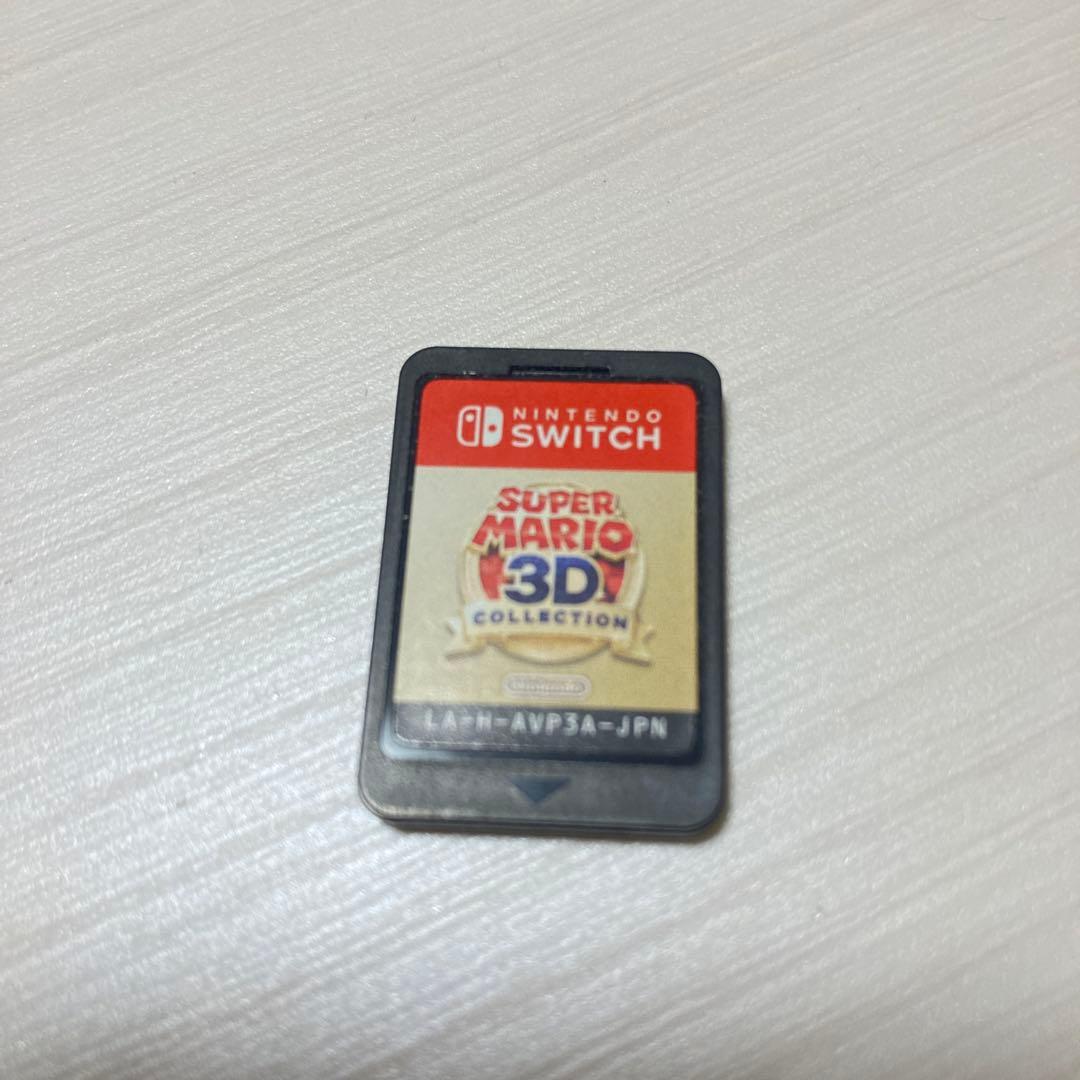 NINTENDO
SWITCH
SUPER
MARIO
3D
COLLECTION
Nintendo
LA-H-AVP3A-JPN